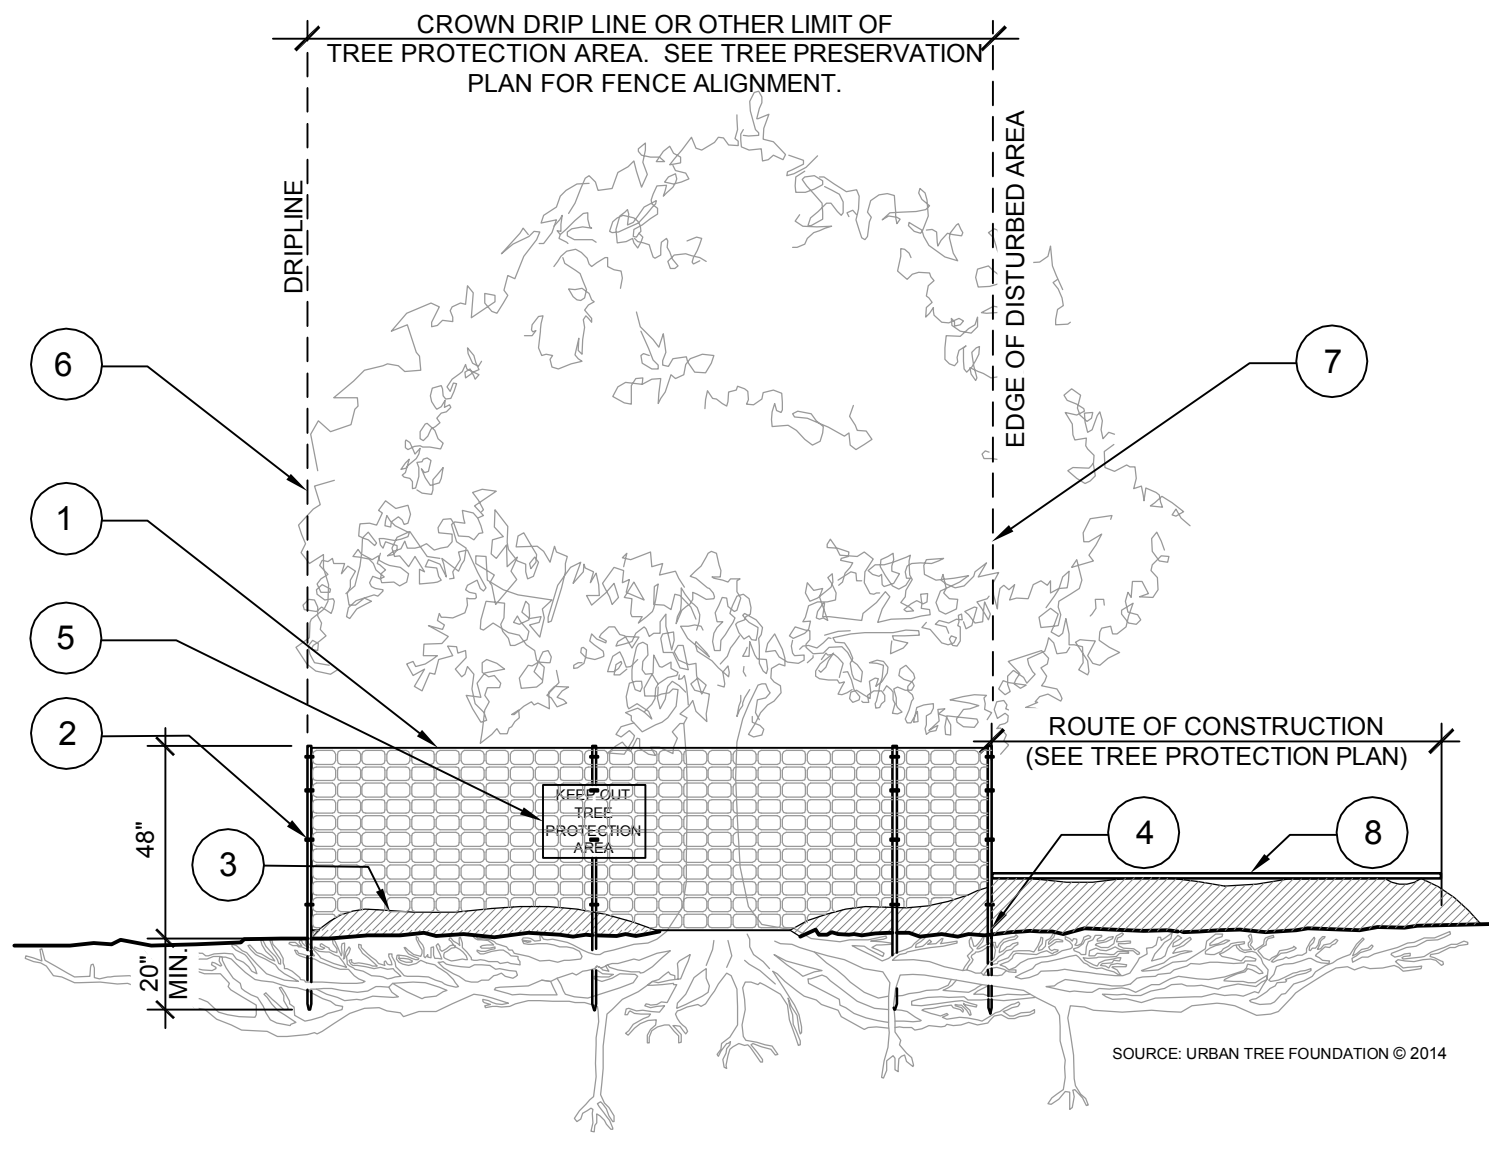 CROWN DRIP LINE OR OTHER LIMIT OF
TREE PROTECTION AREA. SEE TREE PRESERVATION
PLAN FOR FENCE ALIGNMENT.
DRIPLINE
EDGE OF DISTURBED AREA
6
7
1
5
2
ROUTE OF CONSTRUCTION
(SEE TREE PROTECTION PLAN)
KEEP OUT
TREE
PROTECTION
AREA
48"
3
4
8
20"
MIN.
SOURCE: URBAN TREE FOUNDATION © 2014